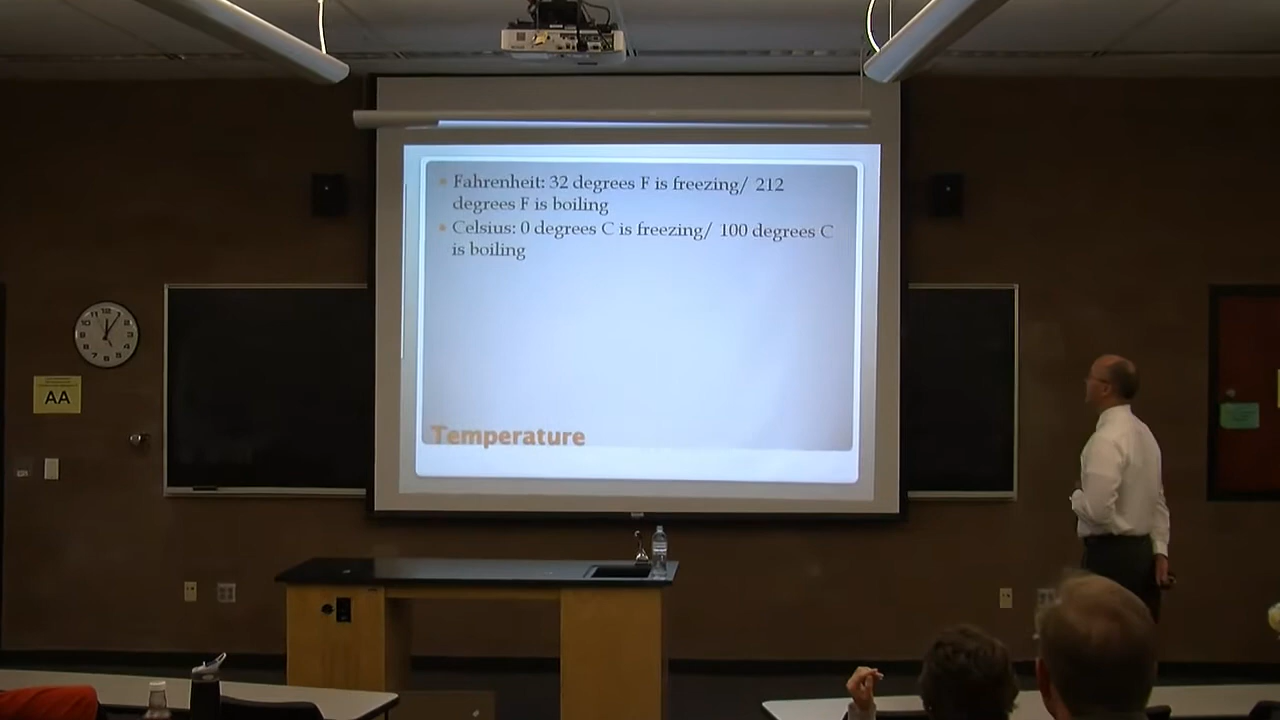 Fahrenheit: 32 degrees F is freezing/ 212
degrees F is boiling
Celsius: 0 degrees C is freezing/ 100 degrees C
is boiling
Temperature
AA